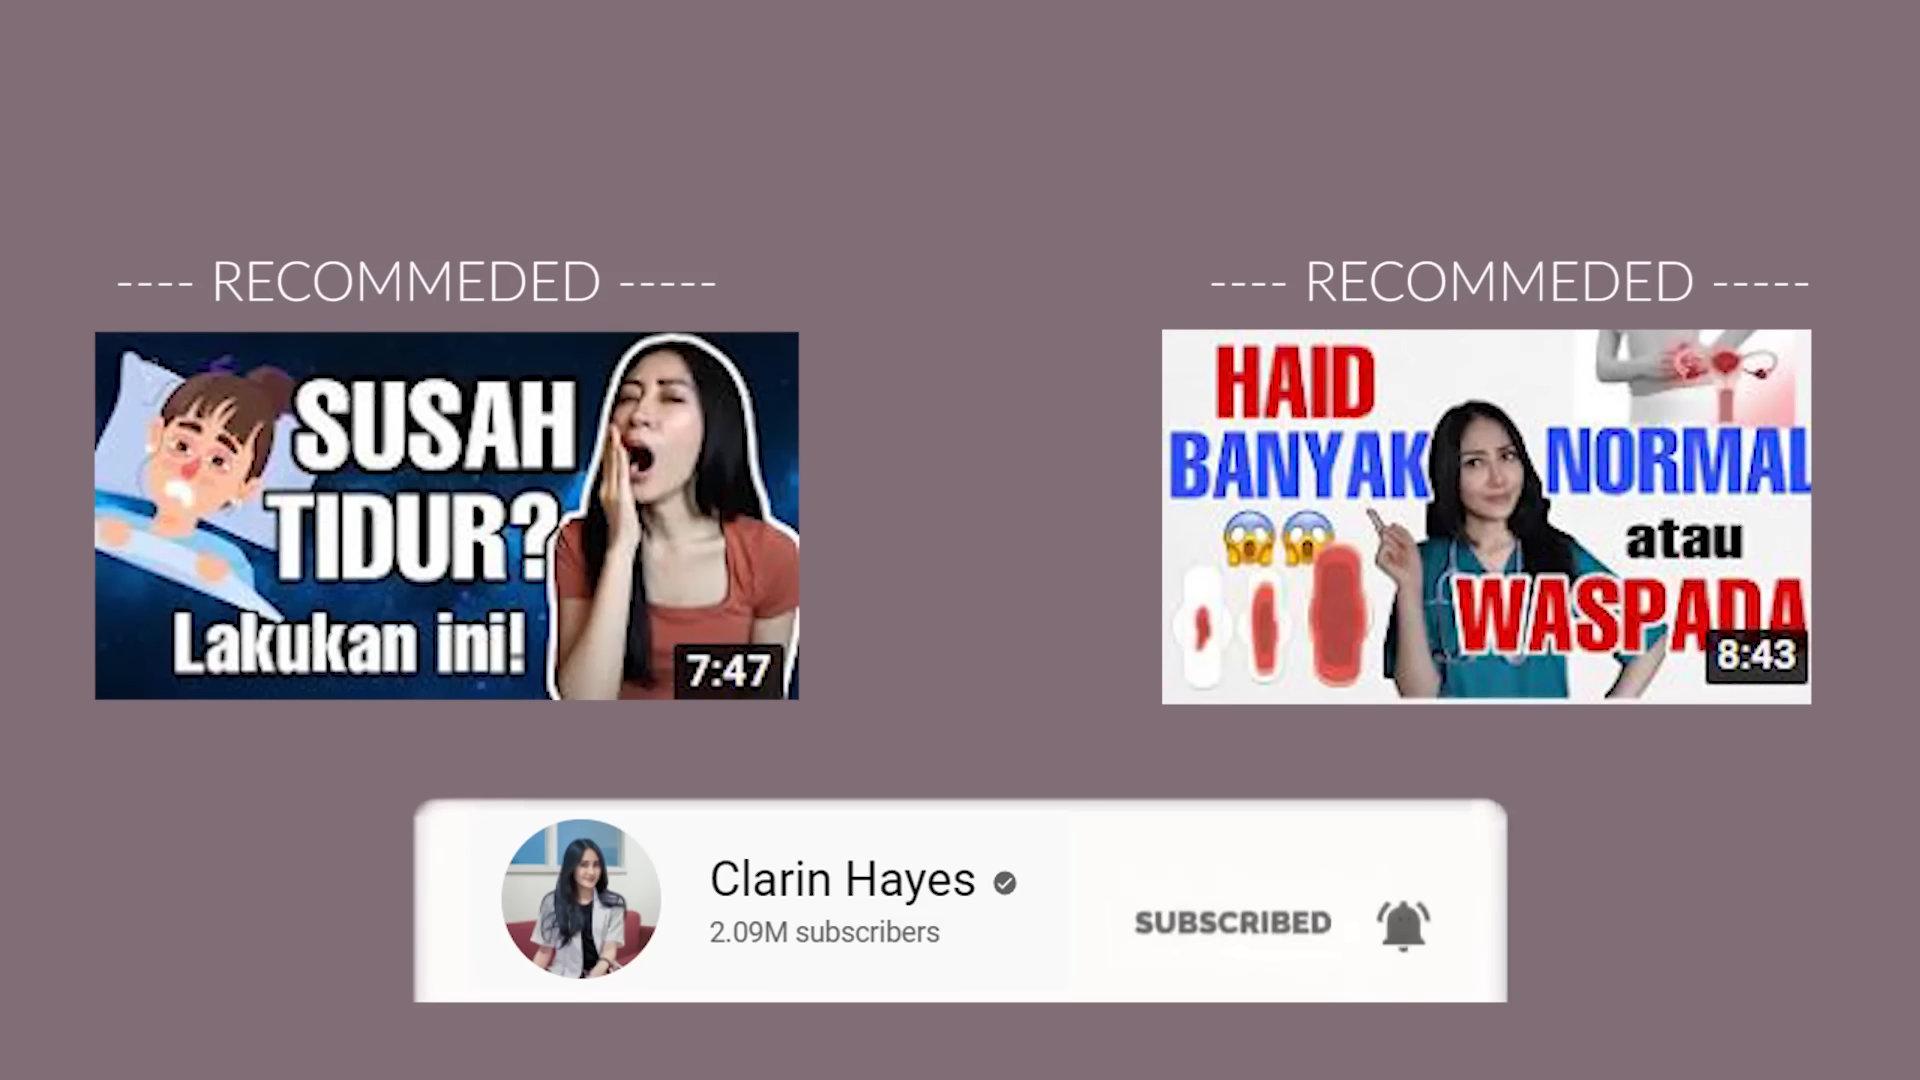 ---- RECOMMEDED -----
SUSAH
TIDUR?
Lakukan ini!
7:47
---- RECOMMEDED -----
HAID
BANYAK NORMAL
atau
WASPADA
8:43
Clarin Hayes
2.09M subscribers
SUBSCRIBED